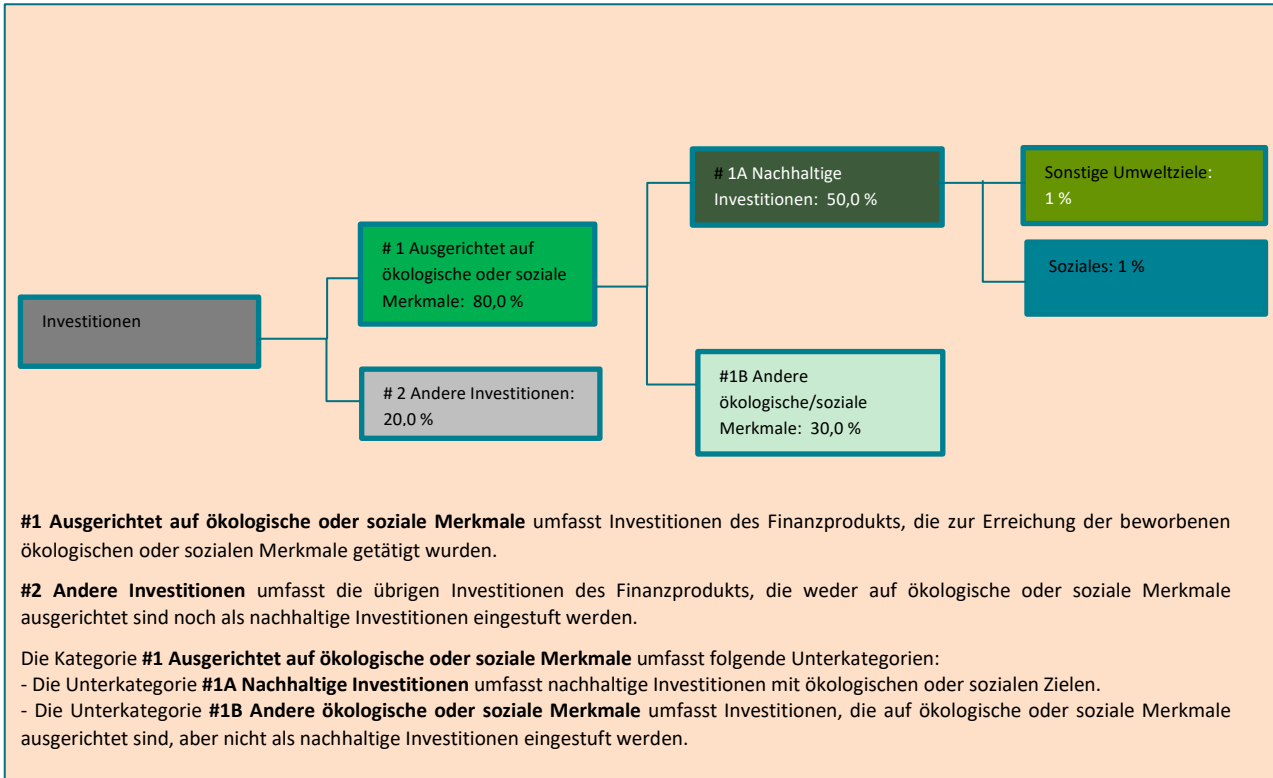 # 1A Nachhaltige
Investitionen: 50,0 %
Sonstige Umweltziele:
1 %
# 1 Ausgerichtet auf
ökologische oder soziale
Merkmale: 80,0 %
Soziales: 1 %
Investitionen
# 2 Andere Investitionen:
20,0 %
#1B Andere
ökologische/soziale
Merkmale: 30,0 %
#1 Ausgerichtet auf ökologische oder soziale Merkmale umfasst Investitionen des Finanzprodukts, die zur Erreichung der beworbenen
ökologischen oder sozialen Merkmale getätigt wurden.
#2 Andere Investitionen umfasst die übrigen Investitionen des Finanzprodukts, die weder auf ökologische oder soziale Merkmale
ausgerichtet sind noch als nachhaltige Investitionen eingestuft werden.
Die Kategorie #1 Ausgerichtet auf ökologische oder soziale Merkmale umfasst folgende Unterkategorien:
- Die Unterkategorie #1A Nachhaltige Investitionen umfasst nachhaltige Investitionen mit ökologischen oder sozialen Zielen.
- Die Unterkategorie #1B Andere ökologische oder soziale Merkmale umfasst Investitionen, die auf ökologische oder soziale Merkmale
ausgerichtet sind, aber nicht als nachhaltige Investitionen eingestuft werden.